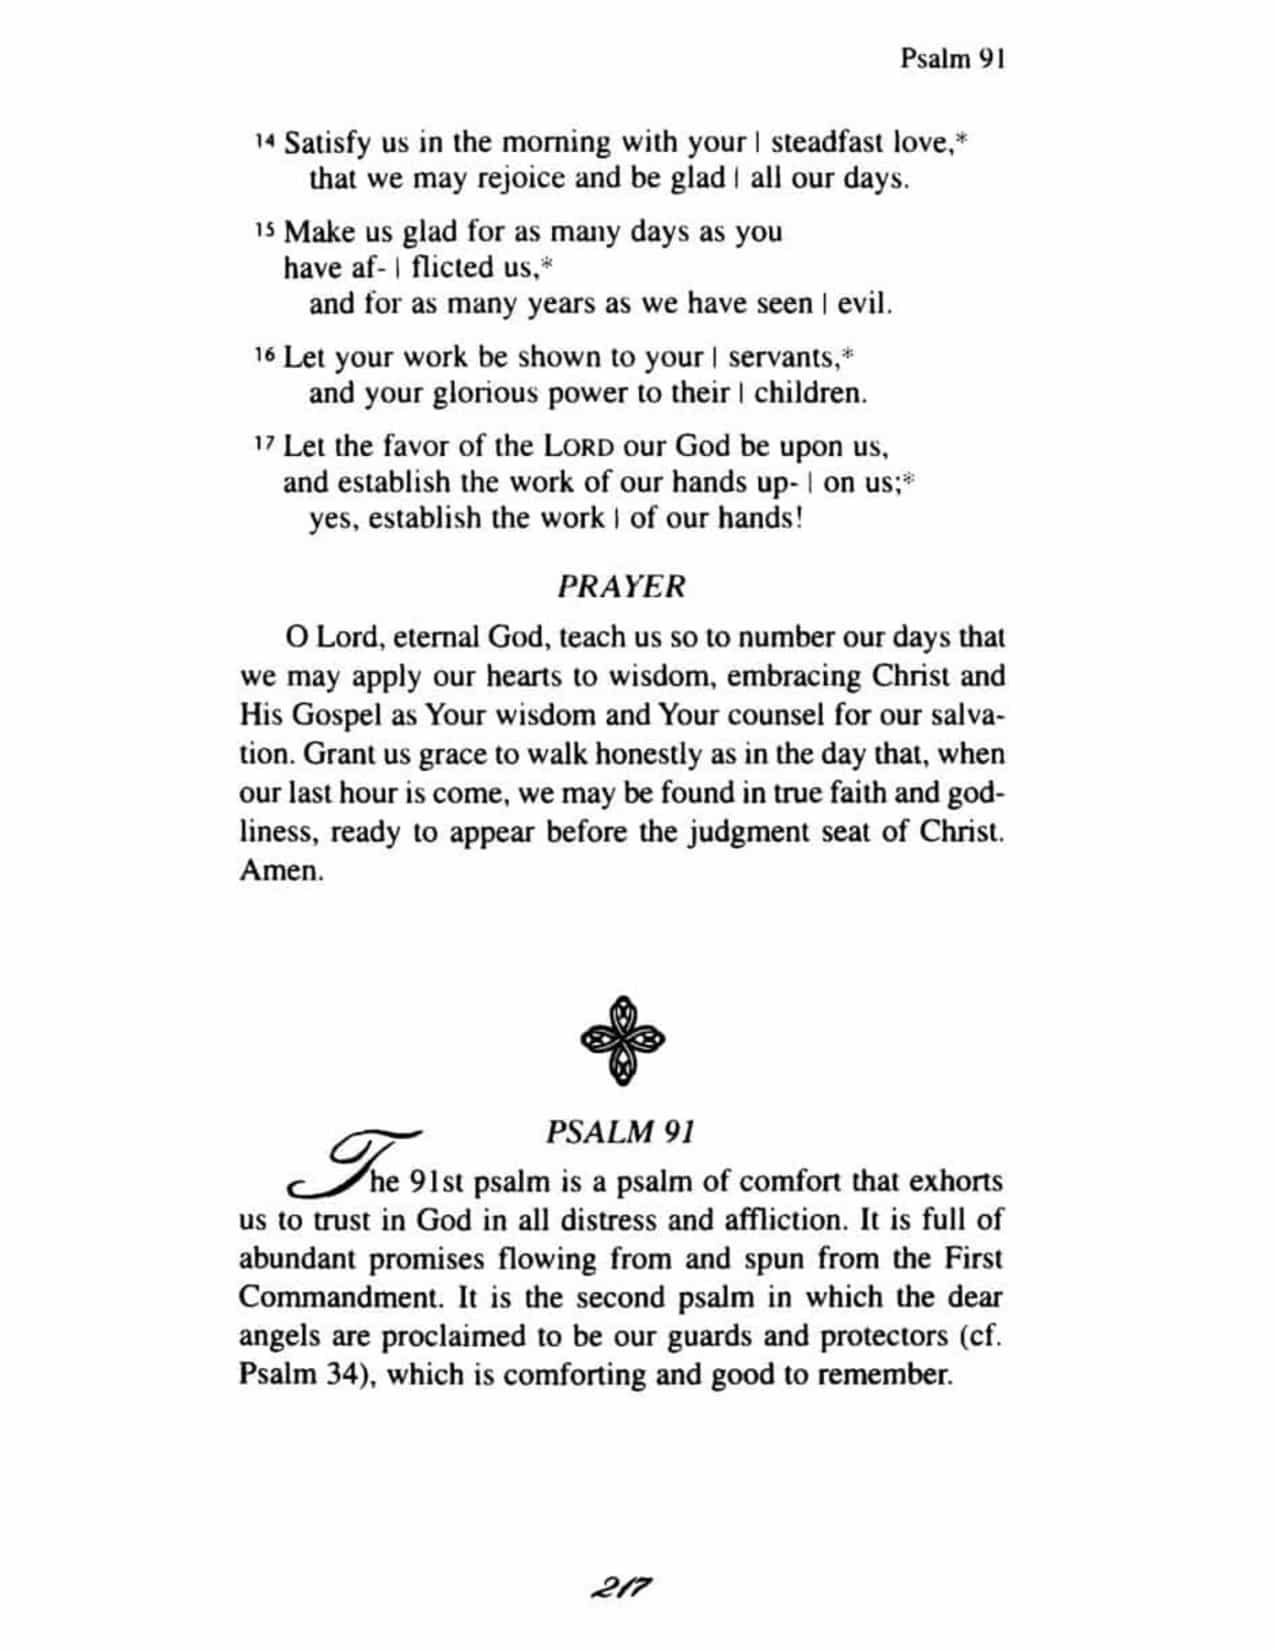 Psalm 91
14 Satisfy us in the morning with your | steadfast love,*
that we may rejoice and be glad | all our days.
15 Make us glad for as many days as you
have af- | flicted us,*
and for as many years as we have seen | evil.
16 Let your work be shown to your | servants,*
and your glorious power to their | children.
17 Let the favor of the LORD our God be upon us,
and establish the work of our hands up- | on us;*
yes, establish the work | of our hands!
PRAYER
O Lord, eternal God, teach us so to number our days that
we may apply our hearts to wisdom, embracing Christ and
His Gospel as Your wisdom and Your counsel for our salva-
tion. Grant us grace to walk honestly as in the day that, when
our last hour is come, we may be found in true faith and god-
liness, ready to appear before the judgment seat of Christ.
Amen.
PSALM 91
The 91st psalm is a psalm of comfort that exhorts
us to trust in God in all distress and affliction. It is full of
abundant promises flowing from and spun from the First
Commandment. It is the second psalm in which the dear
angels are proclaimed to be our guards and protectors (cf.
Psalm 34), which is comforting and good to remember.
217